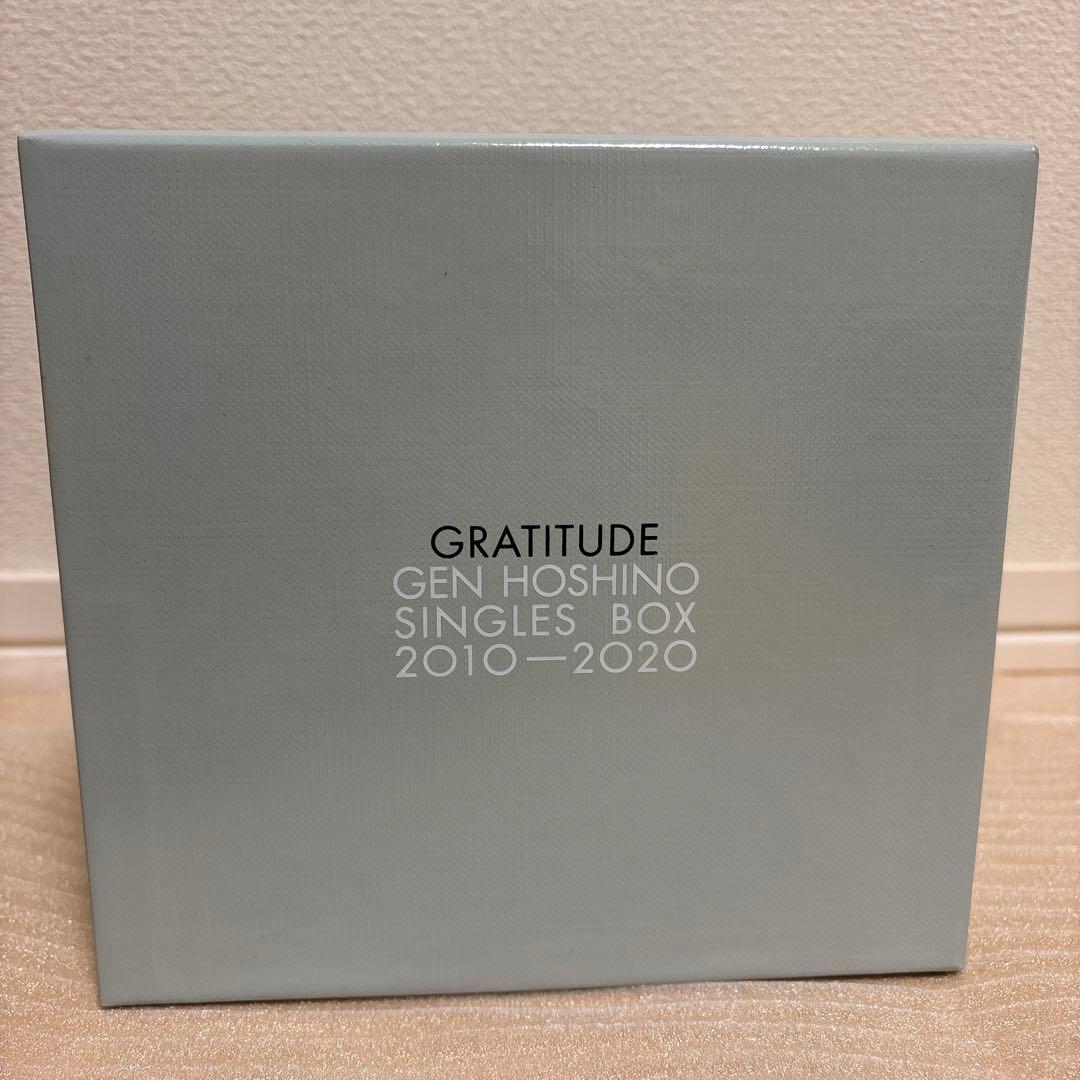 GRATITUDE
GEN HOSHINO
SINGLES BOX
2010—2020